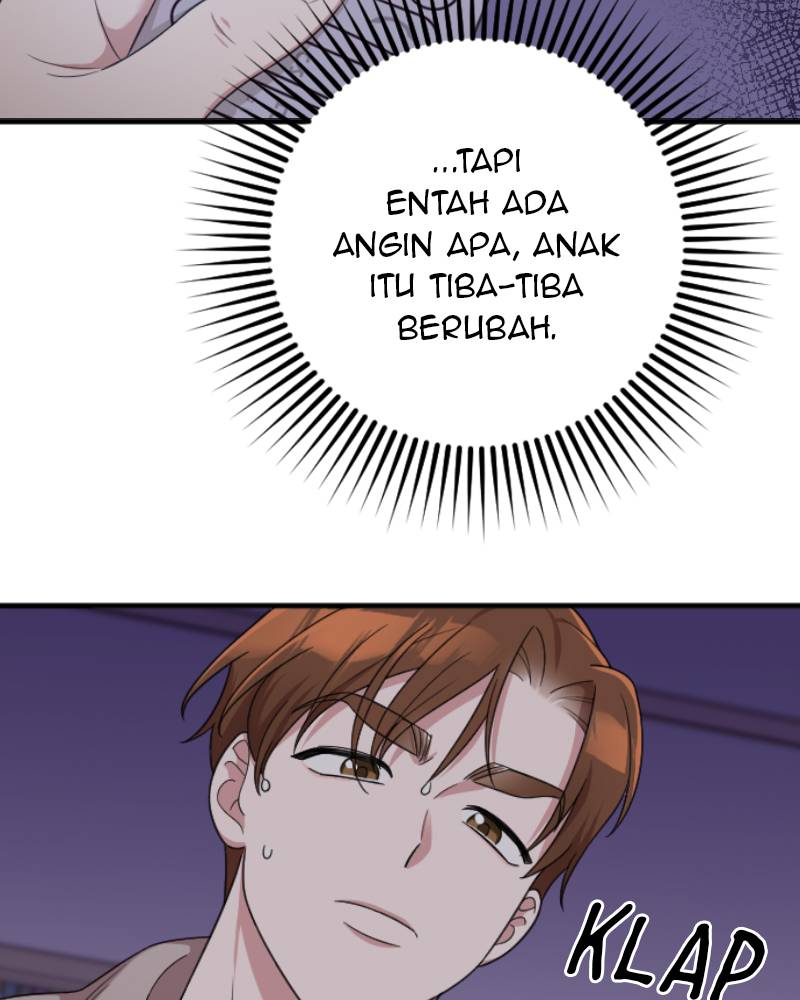 ...TAPI
ENTAH ADA
ANGIN APA, ANAK
ITU TIBA-TIBA
BERUBAH.
KLAP